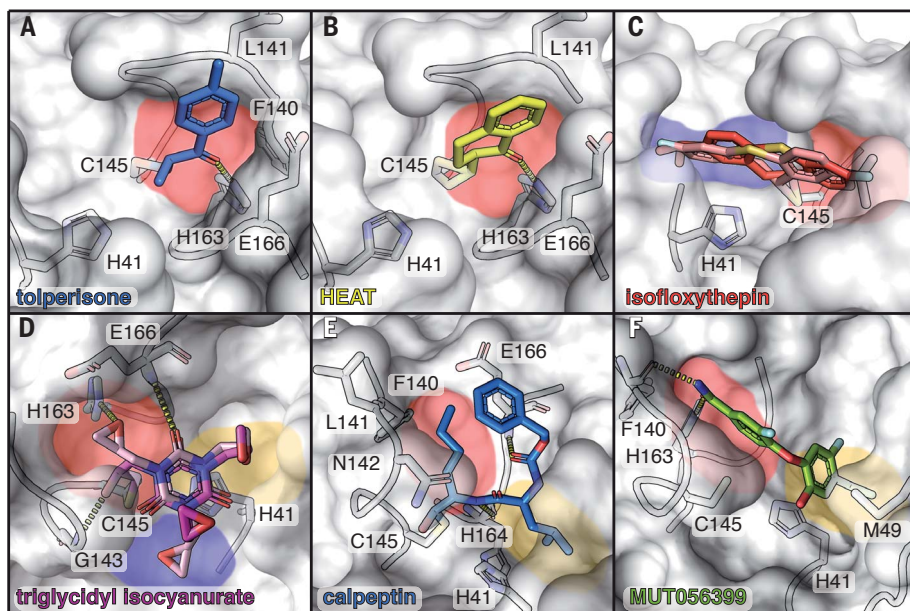 A
L141
F140
C145
H163
E166
H41
tolperisone
B
L141
C145
H163
E166
H41
HEAT
C
C145
H41
isofloxythepin
D
E166
H163
C145
H41
G143
triglycidyl isocyanurate
E
E166
F140
L141
N142
C145
H164
H41
calpeptin
F
F140
H163
C145
M49
H41
MUT056399